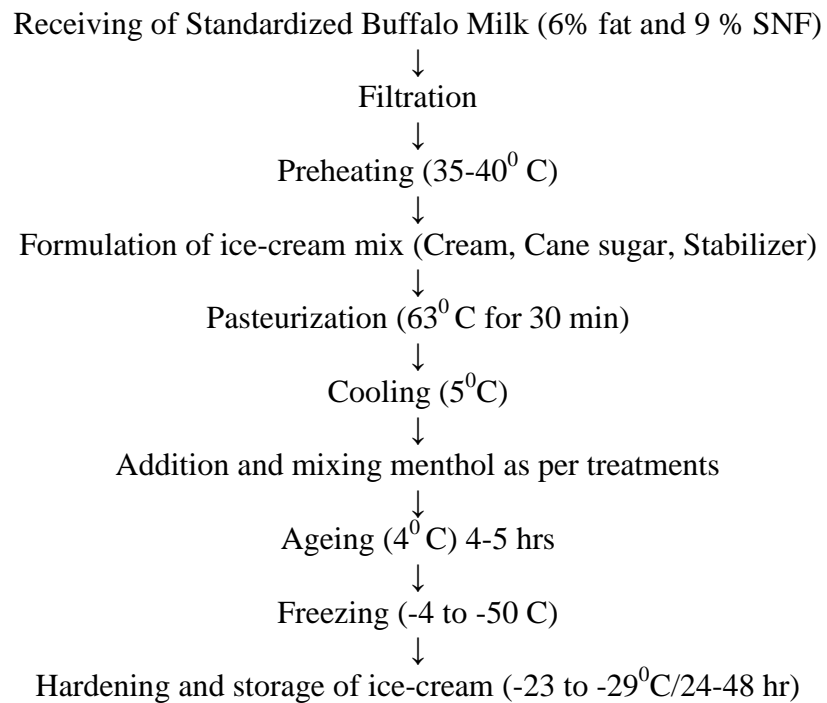 Receiving of Standardized Buffalo Milk (6% fat and 9 % SNF)
↓
Filtration
↓
Preheating (35-40⁰ C)
↓
Formulation of ice-cream mix (Cream, Cane sugar, Stabilizer)
↓
Pasteurization (63⁰ C for 30 min)
↓
Cooling (5⁰C)
↓
Addition and mixing menthol as per treatments
↓
Ageing (4⁰ C) 4-5 hrs
↓
Freezing (-4 to -50 C)
↓
Hardening and storage of ice-cream (-23 to -29⁰C/24-48 hr)